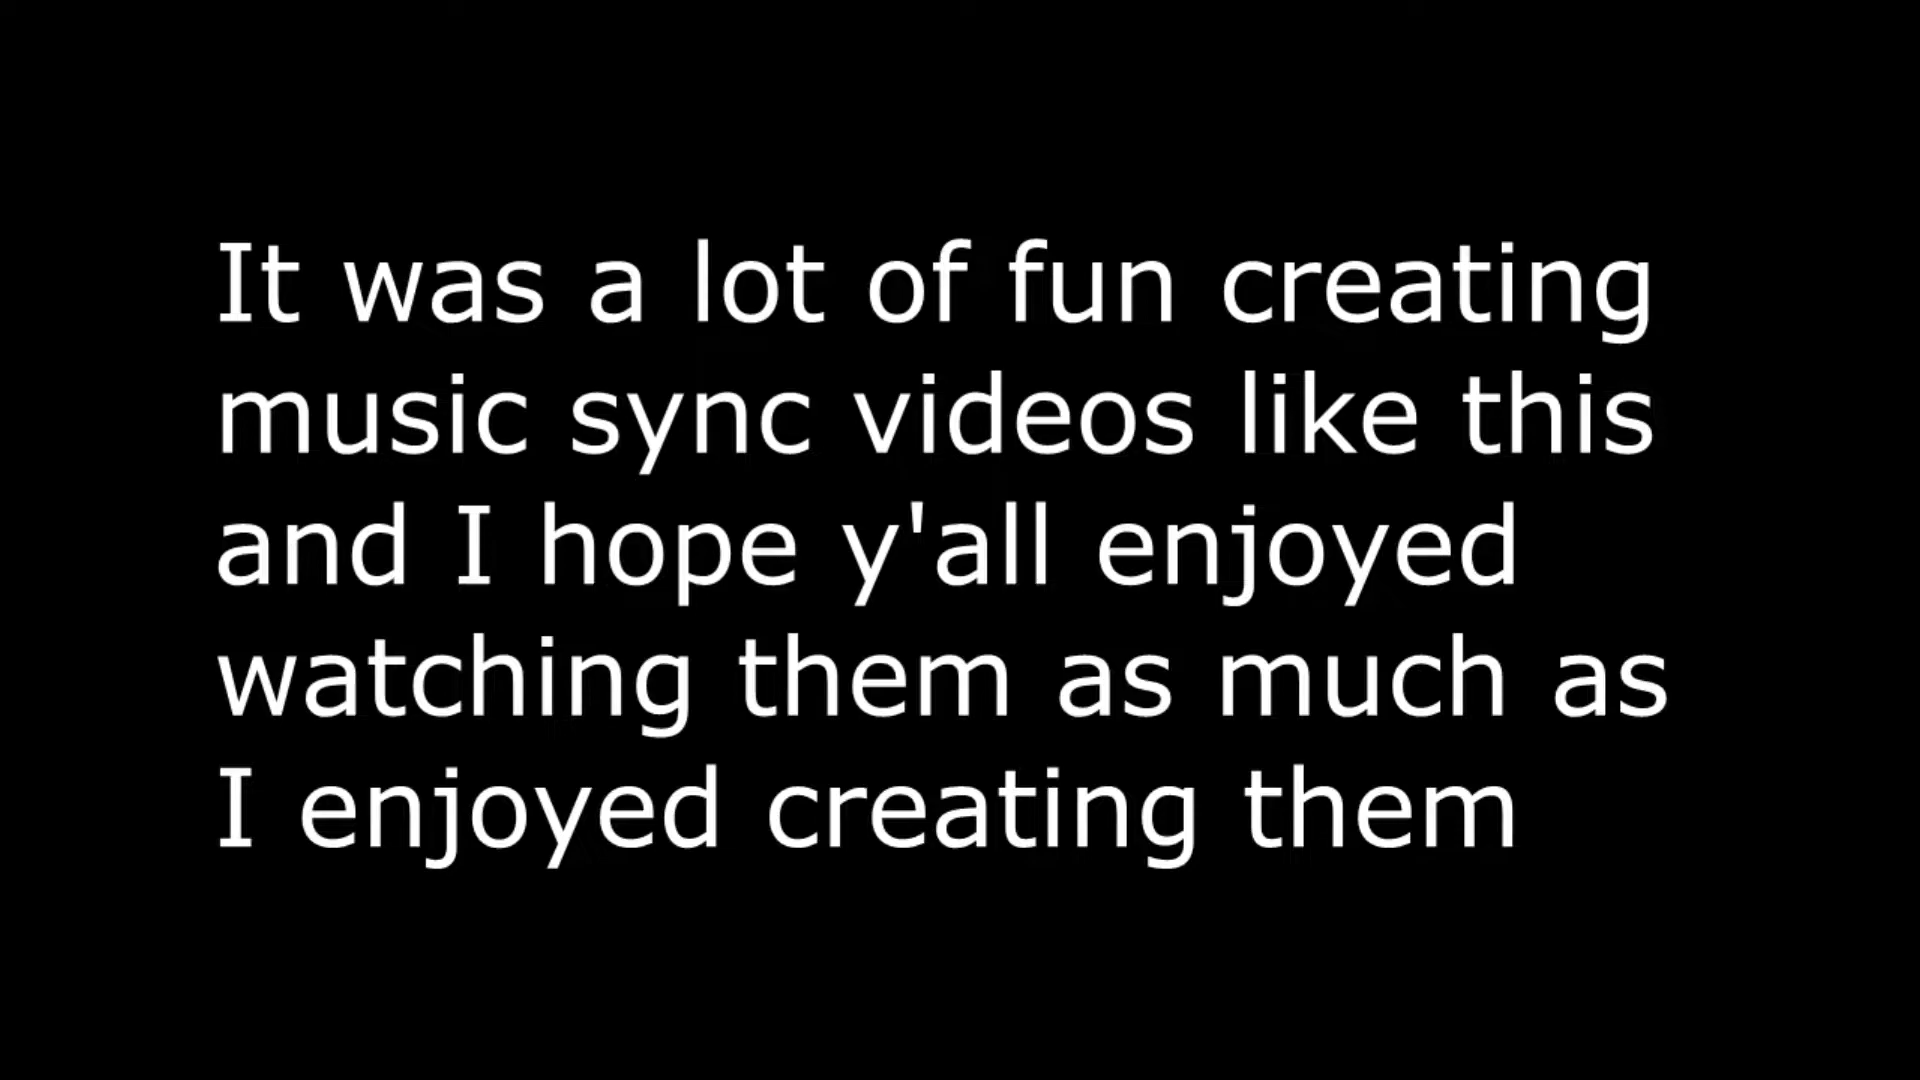 It was a lot of fun creating
music sync videos like this
and I hope y'all enjoyed
watching them as much as
I enjoyed creating them